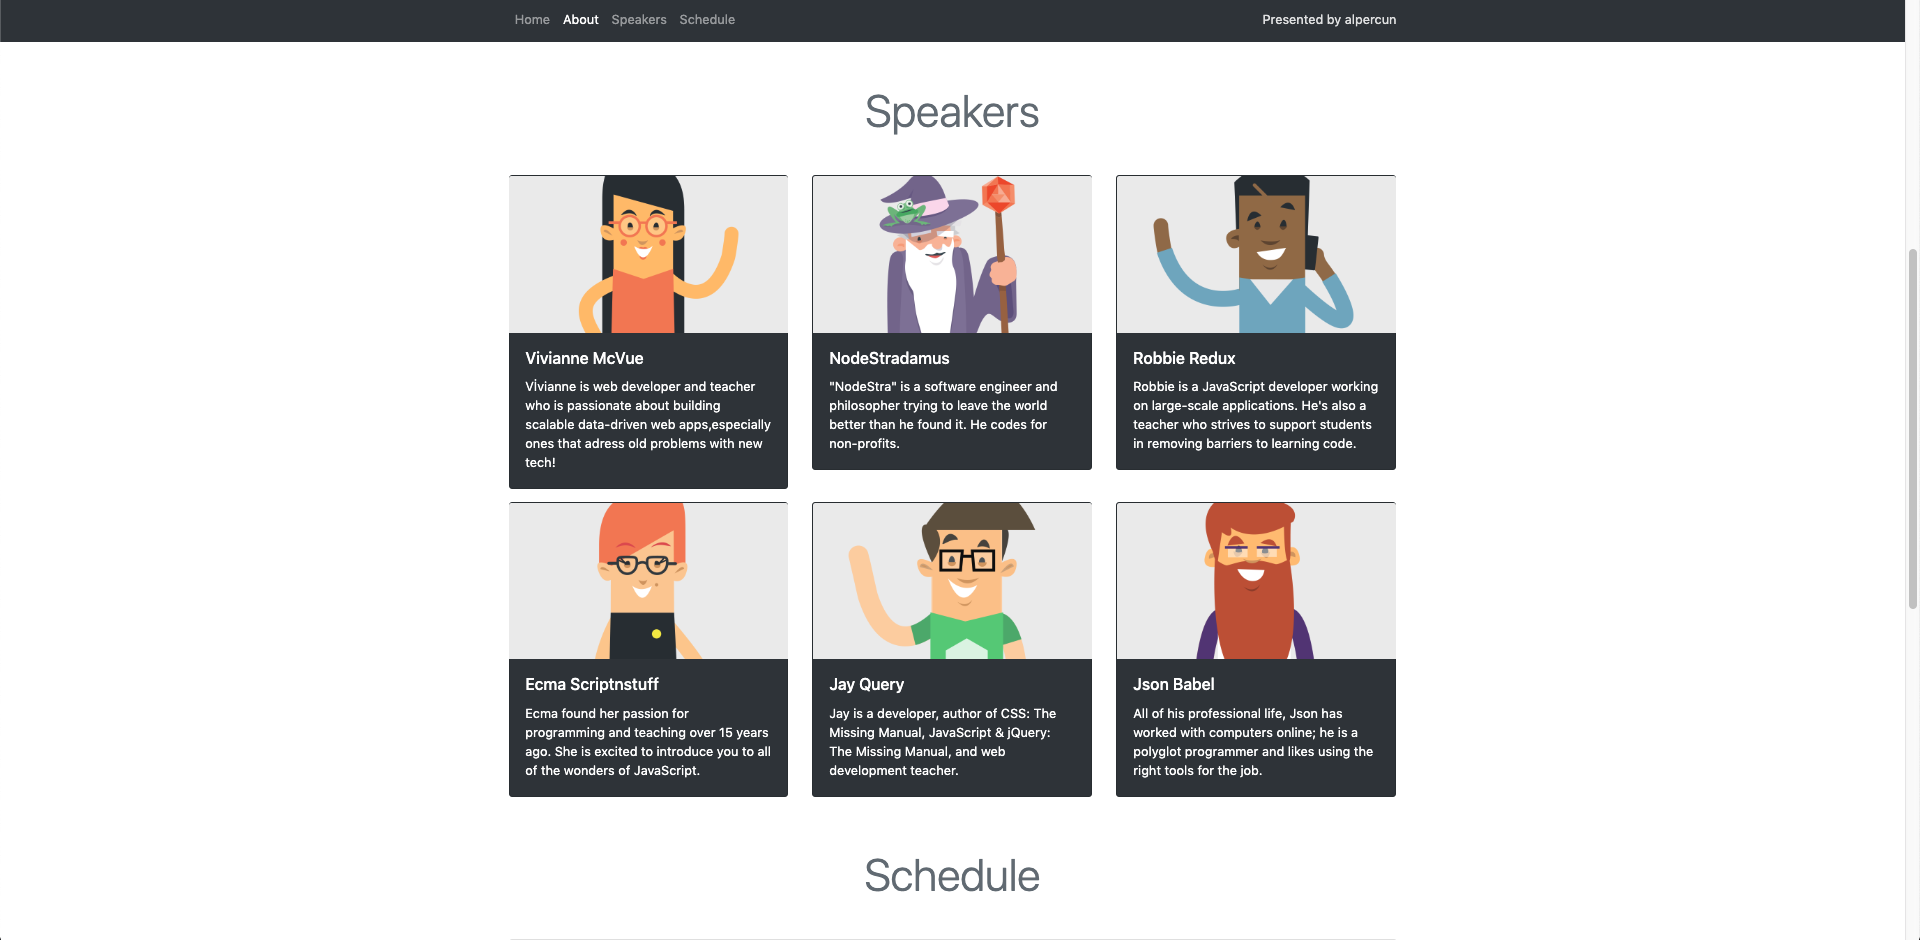 Home About Speakers Schedule Presented by alpercun
Speakers
Vivianne McVue
Vİvianne is web developer and teacher
who is passionate about building
scalable data-driven web apps,especially
ones that adress old problems with new
tech!
NodeStradamus
"NodeStra" is a software engineer and
philosopher trying to leave the world
better than he found it. He codes for
non-profits.
Robbie Redux
Robbie is a JavaScript developer working
on large-scale applications. He's also a
teacher who strives to support students
in removing barriers to learning code.
Ecma Scriptnstuff
Ecma found her passion for
programming and teaching over 15 years
ago. She is excited to introduce you to all
of the wonders of JavaScript.
Jay Query
Jay is a developer, author of CSS: The
Missing Manual, JavaScript & jQuery:
The Missing Manual, and web
development teacher.
Json Babel
All of his professional life, Json has
worked with computers online; he is a
polyglot programmer and likes using the
right tools for the job.
Schedule